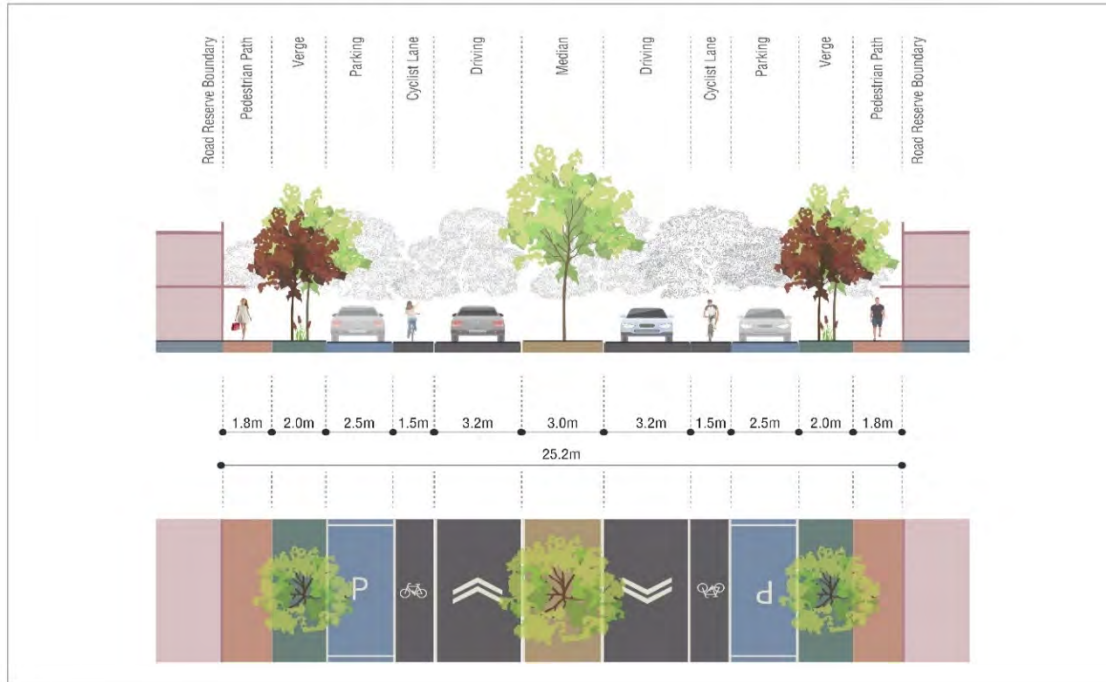 Road Reserve Boundary
Pedestrian Path
Verge
Parking
Cyclist Lane
Driving
Median
Driving
Cyclist Lane
Parking
Verge
Pedestrian Path
Road Reserve Boundary
1.8m 2.0m 2.5m 1.5m 3.2m 3.0m 3.2m 1.5m 2.5m 2.0m 1.8m
25.2m
P
P